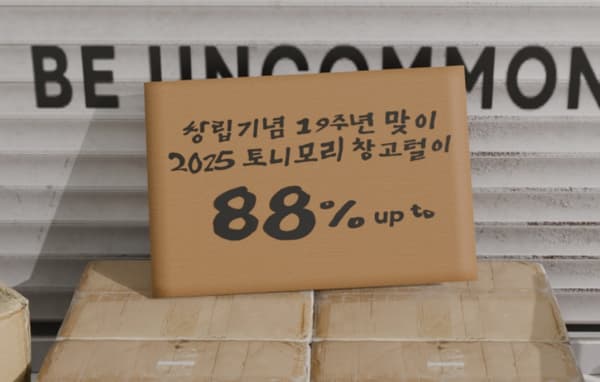 BE UNCOMMON
창립기념 19주년 맞이
2025 토니모리 창고털이
88% up to